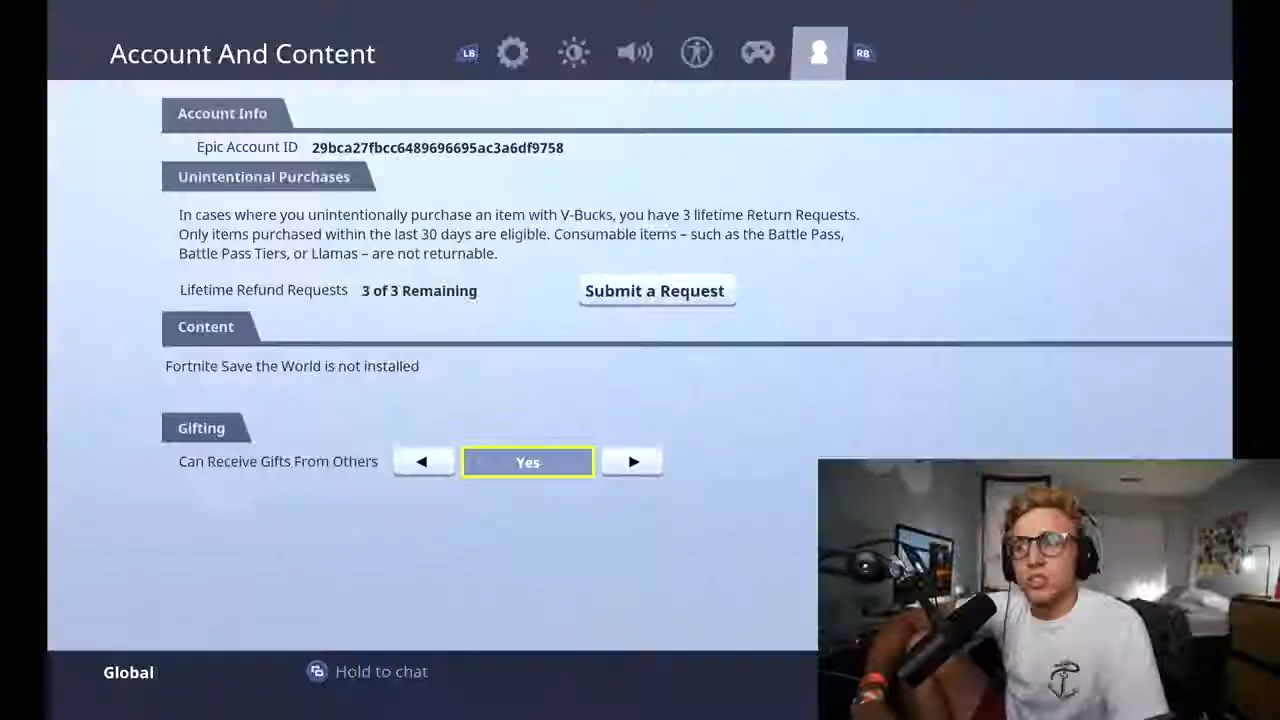 Account And Content
LB
RB
Account Info
Epic Account ID 29bca27fbcc6489696695ac3a6df9758
Unintentional Purchases
In cases where you unintentionally purchase an item with V-Bucks, you have 3 lifetime Return Requests.
Only items purchased within the last 30 days are eligible. Consumable items – such as the Battle Pass,
Battle Pass Tiers, or Llamas – are not returnable.
Lifetime Refund Requests 3 of 3 Remaining Submit a Request
Content
Fortnite Save the World is not installed
Gifting
Can Receive Gifts From Others Yes
Global Hold to chat